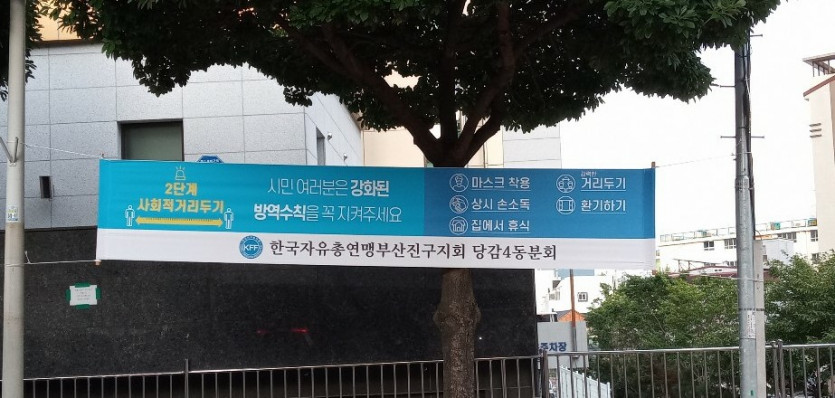 2단계
사회적거리두기
시민 여러분은 강화된
방역수칙을 꼭 지켜주세요
마스크 착용
상시 손소독
집에서 휴식
거리두기
환기하기
KFF
한국자유총연맹부산진구지회 당감4동분회
주차장